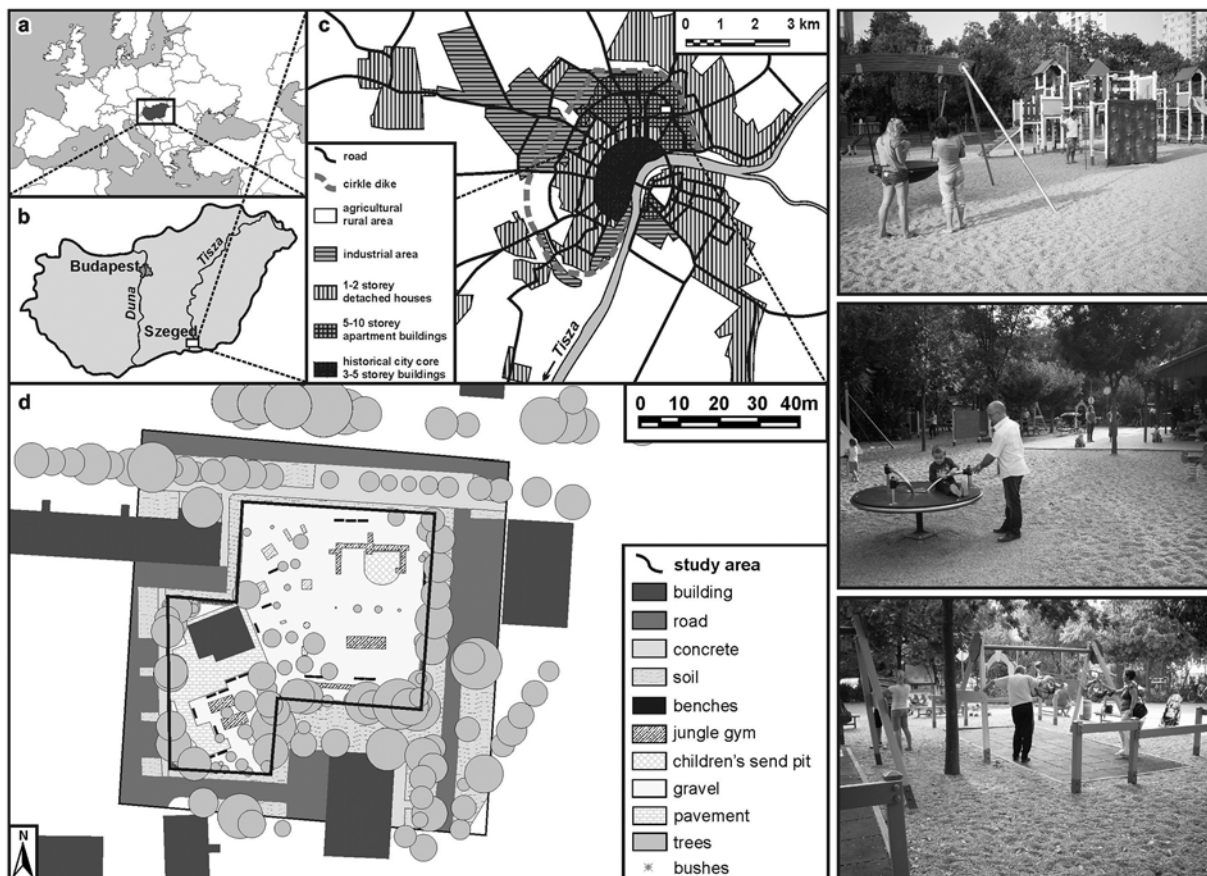 a
b
Budapest
Duna
Tisza
Szeged
c
0 1 2 3 km
road
cirkle dike
agricultural
rural area
industrial area
1-2 storey
detached houses
5-10 storey
apartment buildings
historical city core
3-5 storey buildings
Tisza
d
0 10 20 30 40m
study area
building
road
concrete
soil
benches
jungle gym
children's send pit
gravel
pavement
trees
bushes
N